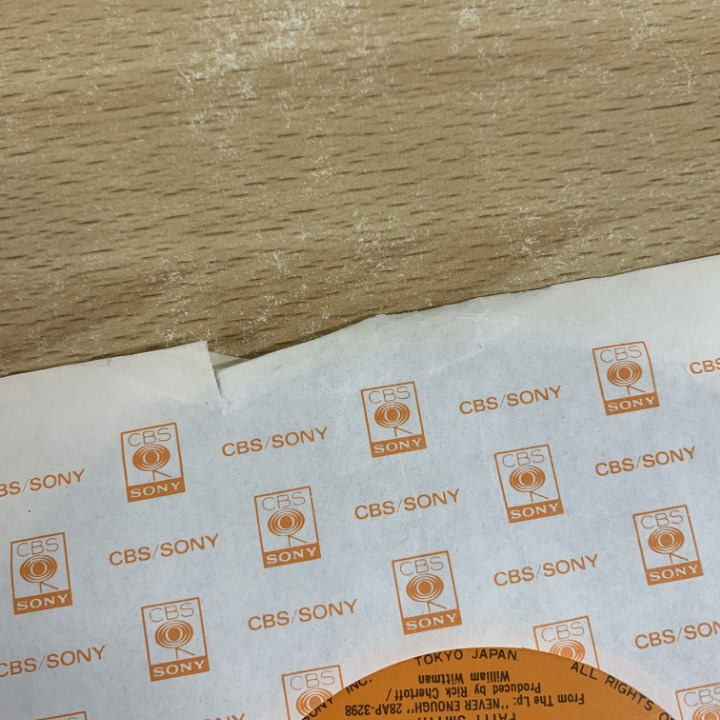 CBS
SONY
CBS/SONY
CBS
SONY
CBS/SONY
CBS
SONY
CBS
CBS/SONY
CBS
SONY
CBS/SONY
CBS
SONY
CBS/SONY
CBS
SONY
CBS/SONY
CBS
SONY
CBS/SONY
CBS
SONY
CBS/SONY
CBS
SONY
CBS/SONY
CBS
SONY
CBS
CBS
TOKYO JAPAN.
ALL RIGHTS
INC.
From The Lp: "NEVER ENOUGH" 28AP-3298
Produced by Rick Chertoff/
William Wittman